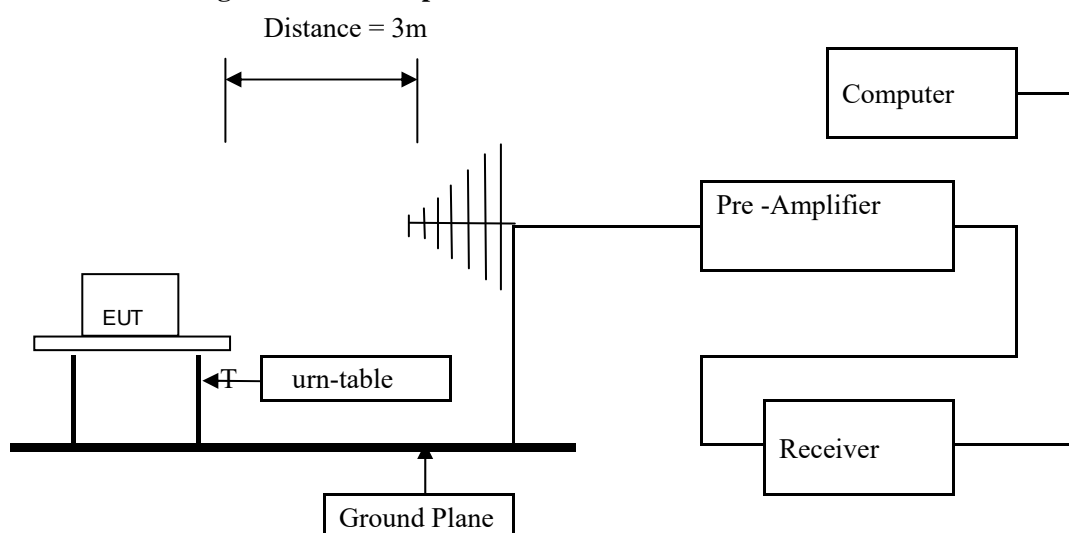 Distance = 3m
Computer
Pre -Amplifier
EUT
T urn-table
Receiver
Ground Plane